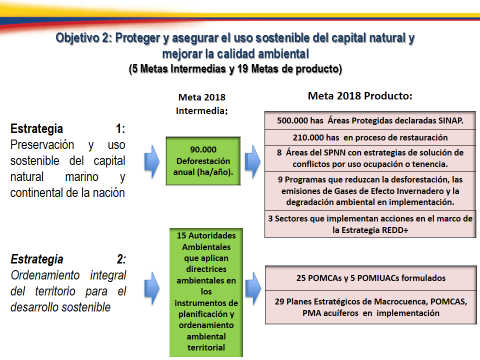 Objetivo 2: Proteger y asegurar el uso sostenible del capital natural y
mejorar la calidad ambiental
(5 Metas Intermedias y 19 Metas de producto)
Meta 2018
Intermedia:
Meta 2018 Producto:
Estrategia 1:
Preservación y uso
sostenible del capital
natural marino y
continental de la nación
90.000
Deforestación
anual (ha/año).
500.000 has Áreas Protegidas declaradas SINAP.
210.000 has en proceso de restauración
8 Áreas del SPNN con estrategias de solución de
conflictos por uso ocupación o tenencia.
9 Programas que reduzcan la desforestación, las
emisiones de Gases de Efecto Invernadero y la
degradación ambiental en implementación.
3 Sectores que implementan acciones en el marco de
la Estrategia REDD+
Estrategia 2:
Ordenamiento integral
del territorio para el
desarrollo sostenible
15 Autoridades
Ambientales
que aplican
directrices
ambientales en
los
instrumentos de
planificación y
ordenamiento
ambiental
territorial
25 POMCAs y 5 POMIUACs formulados
29 Planes Estratégicos de Macrocuenca, POMCAS,
PMA acuíferos en implementación